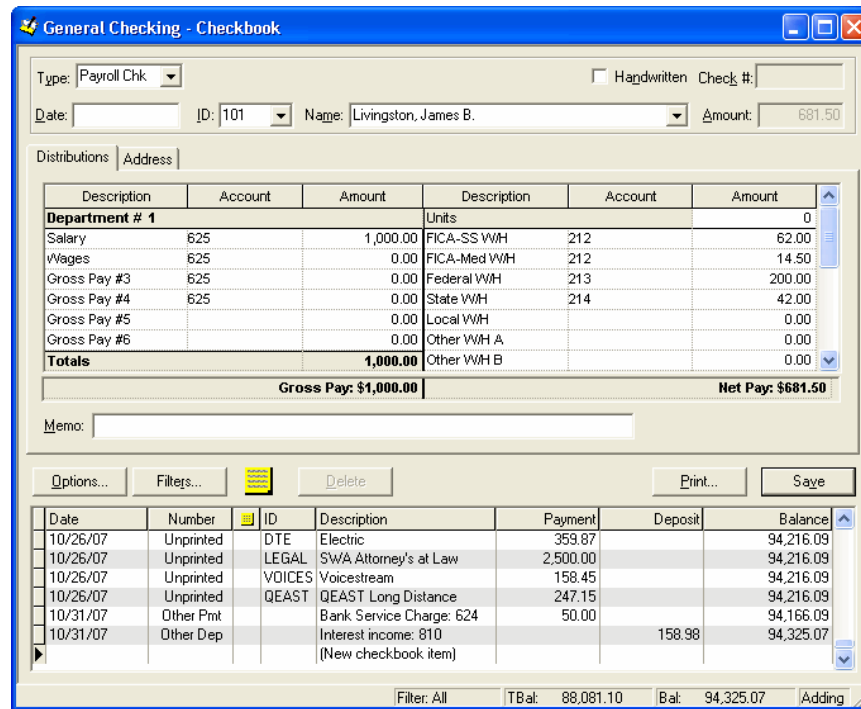 General Checking - Checkbook
Type: Payroll Chk Handwritten Check #:
Date: ID: 101 Name: Livingston, James B. Amount: 681.50
Distributions Address
Description Account Amount Description Account Amount
Department # 1 Units 0
Salary 625 1,000.00 FICA-SS W/H 212 62.00
Wages 625 0.00 FICA-Med W/H 212 14.50
Gross Pay #3 625 0.00 Federal W/H 213 200.00
Gross Pay #4 625 0.00 State W/H 214 42.00
Gross Pay #5 0.00 Local W/H 0.00
Gross Pay #6 0.00 Other W/H A 0.00
Totals 1,000.00 Other W/H B 0.00
Gross Pay: $1,000.00 Net Pay: $681.50
Memo:
Options... Filters... Delete Print... Save
Date Number ID Description Payment Deposit Balance
10/26/07 Unprinted DTE Electric 359.87 94,216.09
10/26/07 Unprinted LEGAL SWA Attorney's at Law 2,500.00 94,216.09
10/26/07 Unprinted VOICES Voicestream 158.45 94,216.09
10/26/07 Unprinted QEAST QEAST Long Distance 247.15 94,216.09
10/31/07 Other Pmt Bank Service Charge: 624 50.00 94,166.09
10/31/07 Other Dep Interest income: 810 158.98 94,325.07
(New checkbook item)
Filter: All TBal: 88,081.10 Bal: 94,325.07 Adding